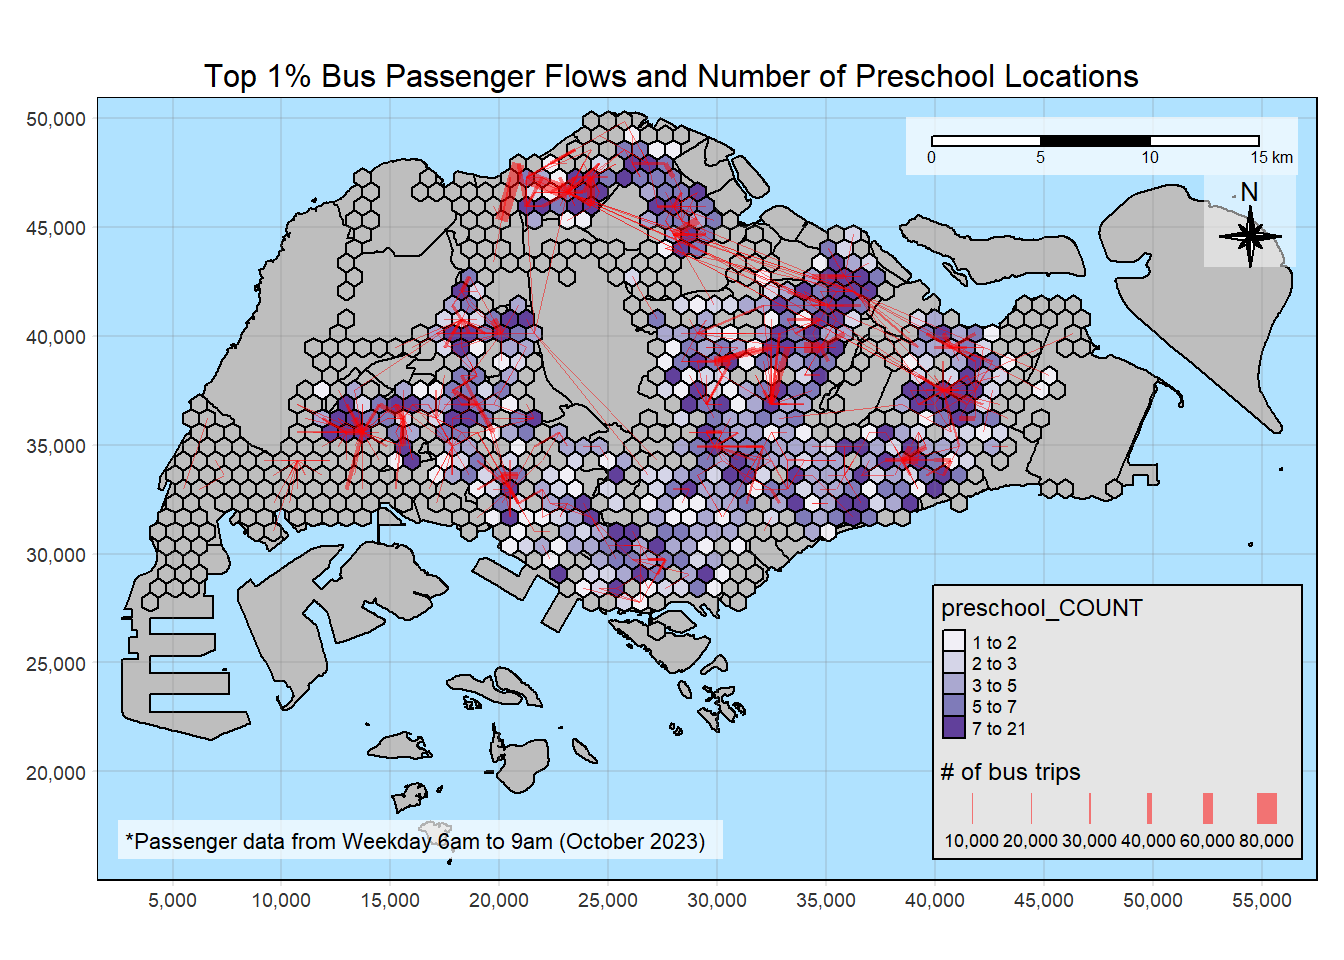 Top 1% Bus Passenger Flows and Number of Preschool Locations
50,000
45,000
40,000
35,000
30,000
25,000
20,000
0 5 10 15 km
N
preschool_COUNT
1 to 2
2 to 3
3 to 5
5 to 7
7 to 21
# of bus trips
10,000 20,000 30,000 40,000 60,000 80,000
*Passenger data from Weekday 6am to 9am (October 2023)
5,000 10,000 15,000 20,000 25,000 30,000 35,000 40,000 45,000 50,000 55,000